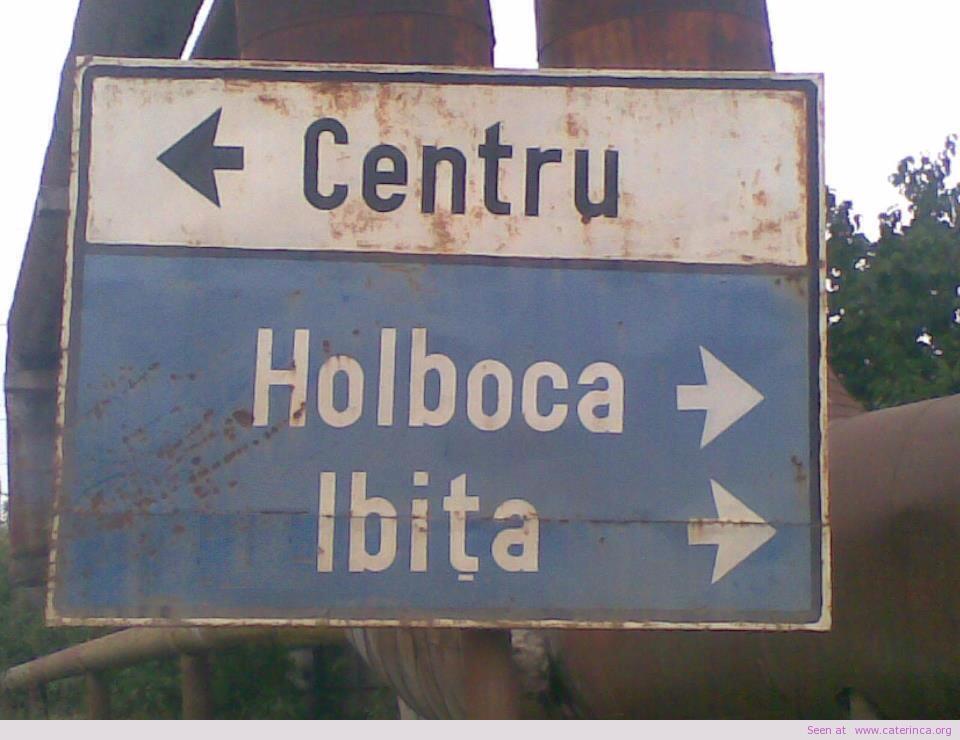 Centru
Holboca
Ibița
Seen at www.caterinca.org